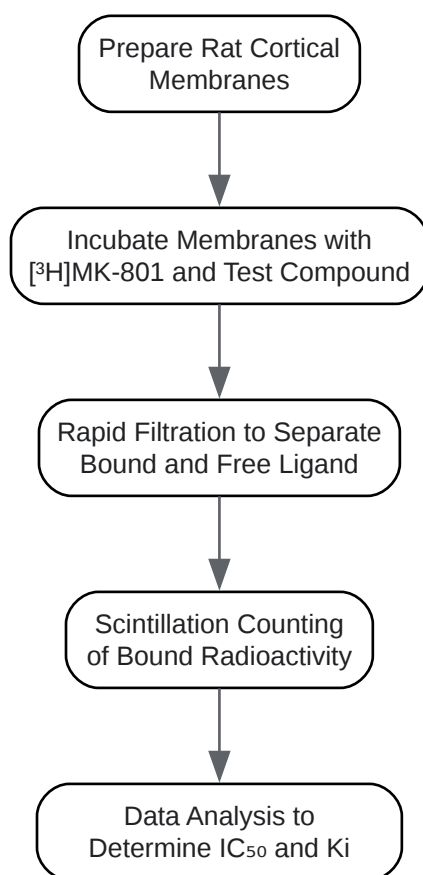 Prepare Rat Cortical
Membranes
Incubate Membranes with
[³H]MK-801 and Test Compound
Rapid Filtration to Separate
Bound and Free Ligand
Scintillation Counting
of Bound Radioactivity
Data Analysis to
Determine IC₅₀ and Ki